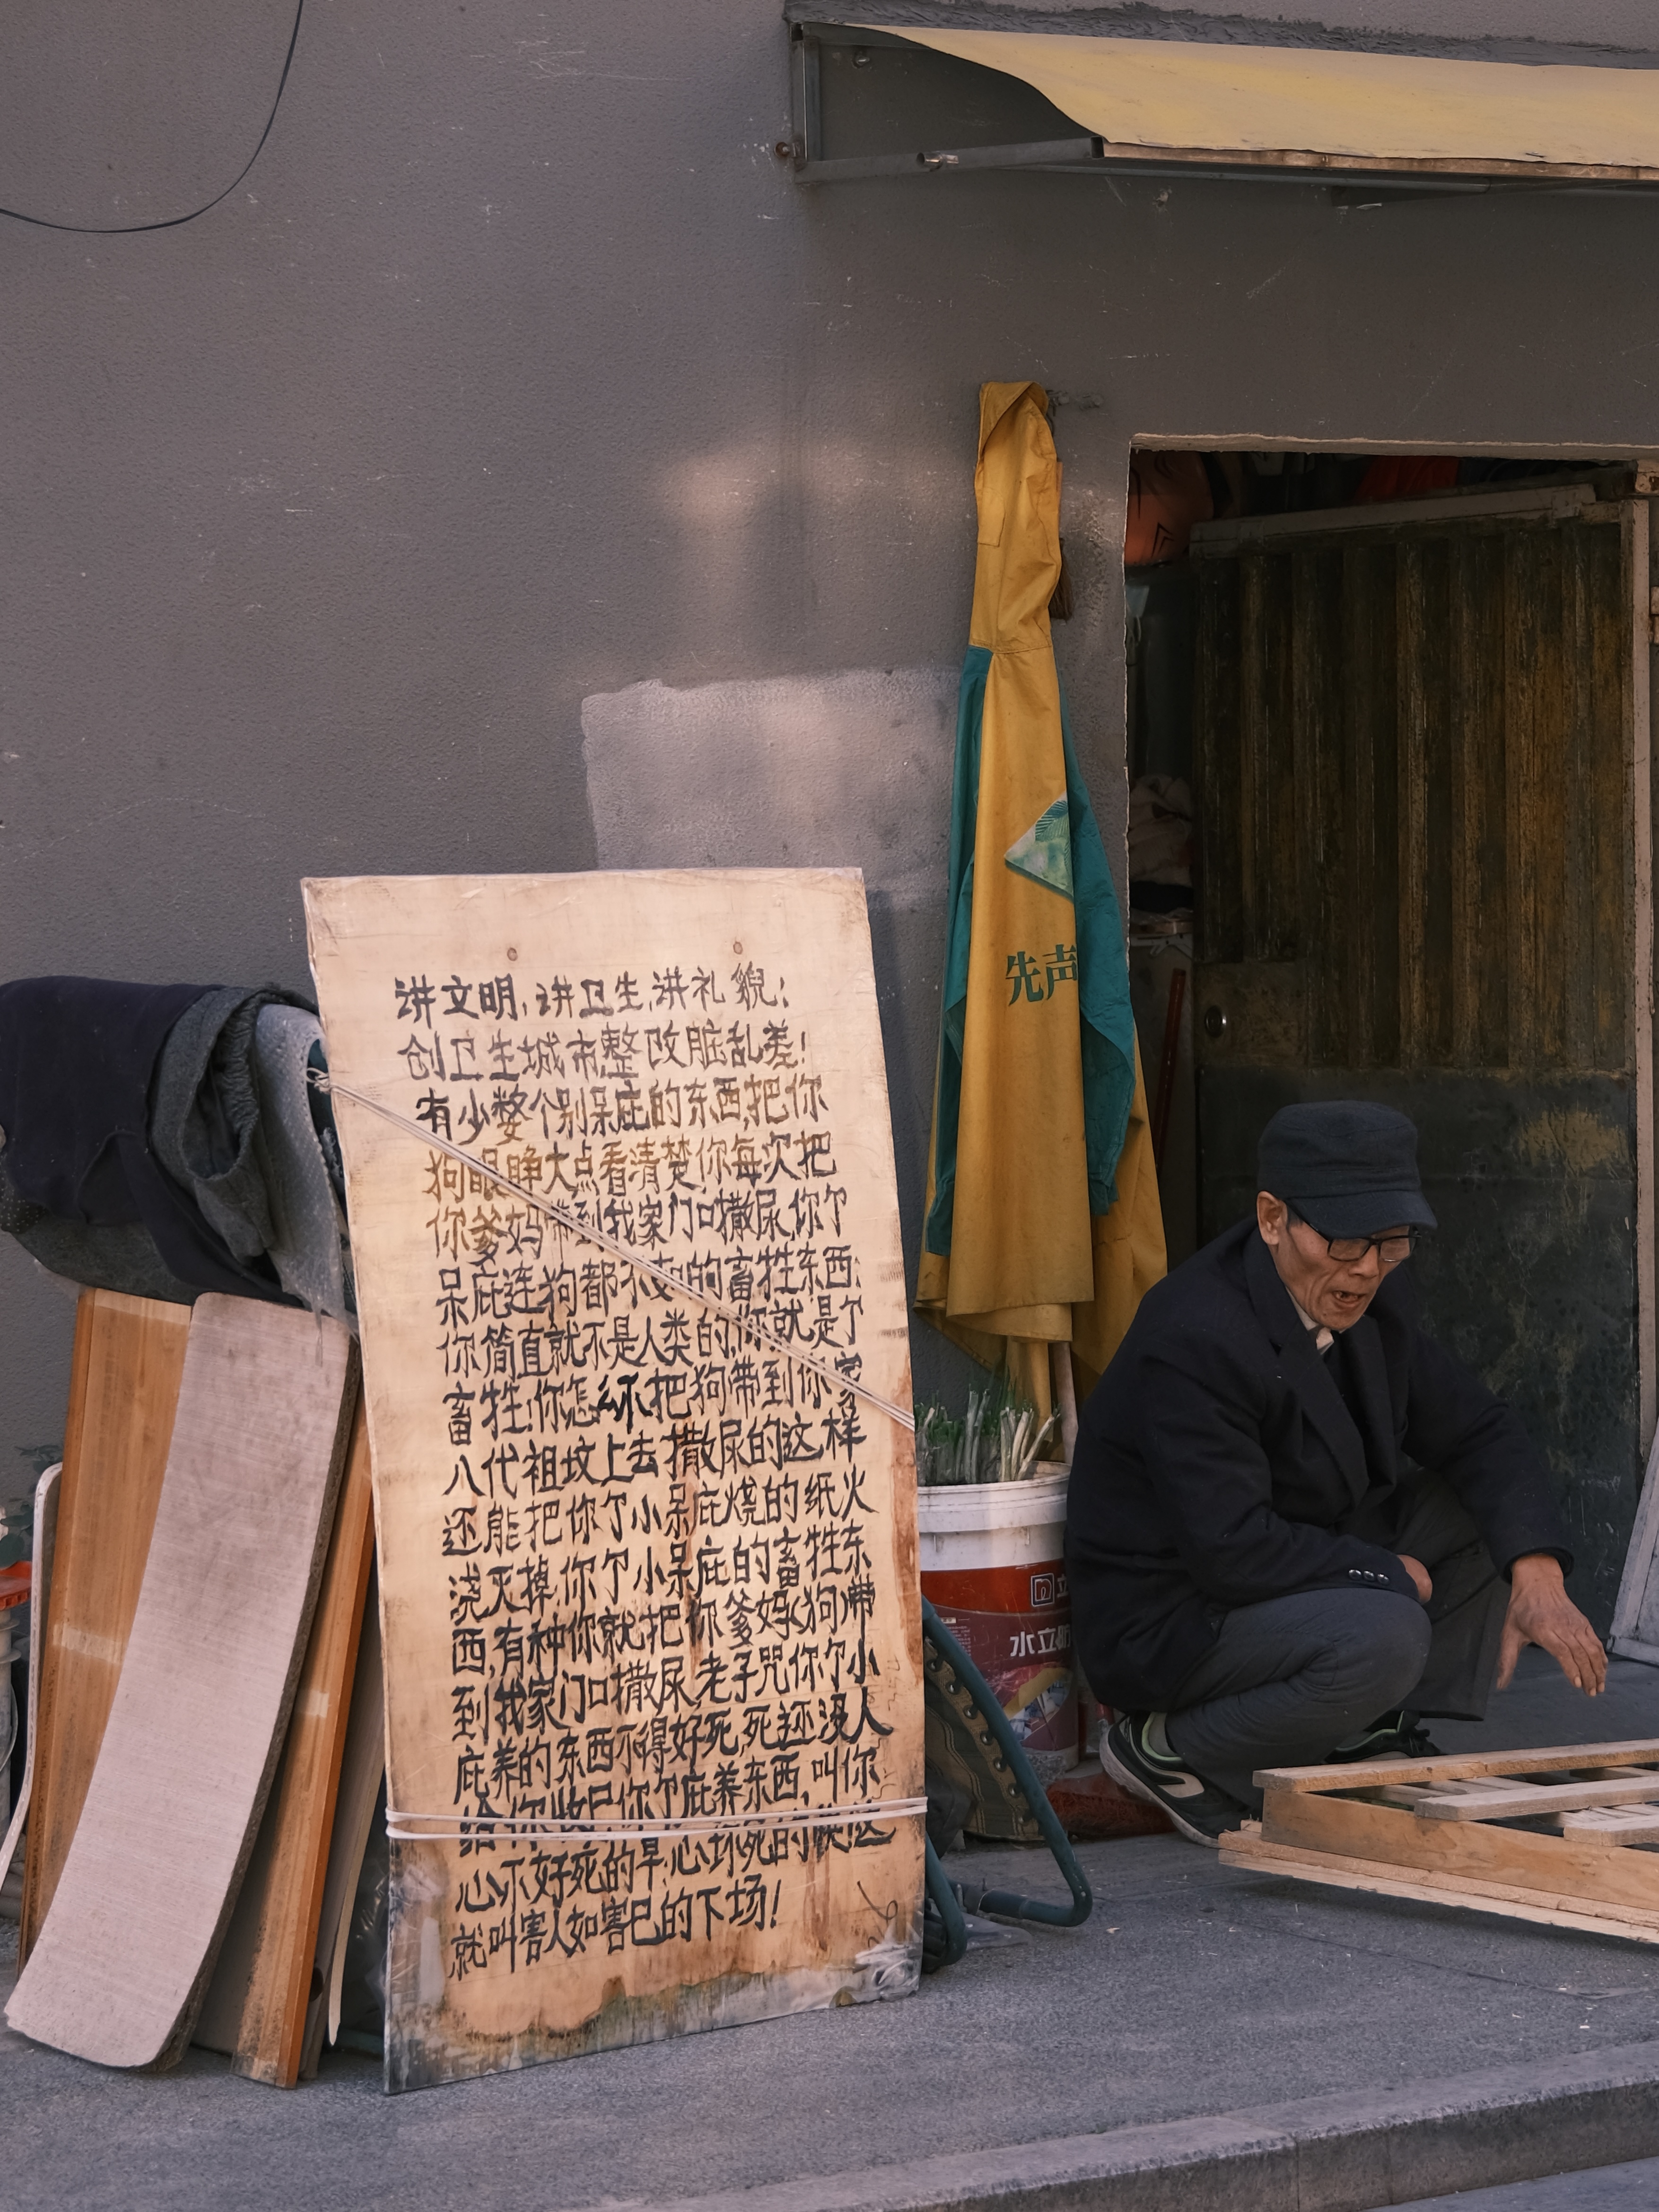 讲文明,讲卫生,讲礼貌;
创卫生城市,整改脏乱差!
有少数个别呆庇的东西,把你
狗眼睁大点看清楚你每次把
你爹妈带到我家门口撒尿,你个
呆庇连狗都不如的畜牲东西;
你简直就不是人类的,你就是个
畜牲!你怎么不把狗带到你家
八代祖坟上去撒尿的这样
还能把你个小呆庇烧的纸火
浇灭掉,你个小呆庇的畜牲东
西,有种你就把你爹妈狗带
到我家门口撒尿老子咒你个小
庇养的东西不得好死,死还没人
给你收尸你个庇养东西,叫你
心不好死的早,心坏死的快!这
就叫害人如害己的下场!
先声
水立